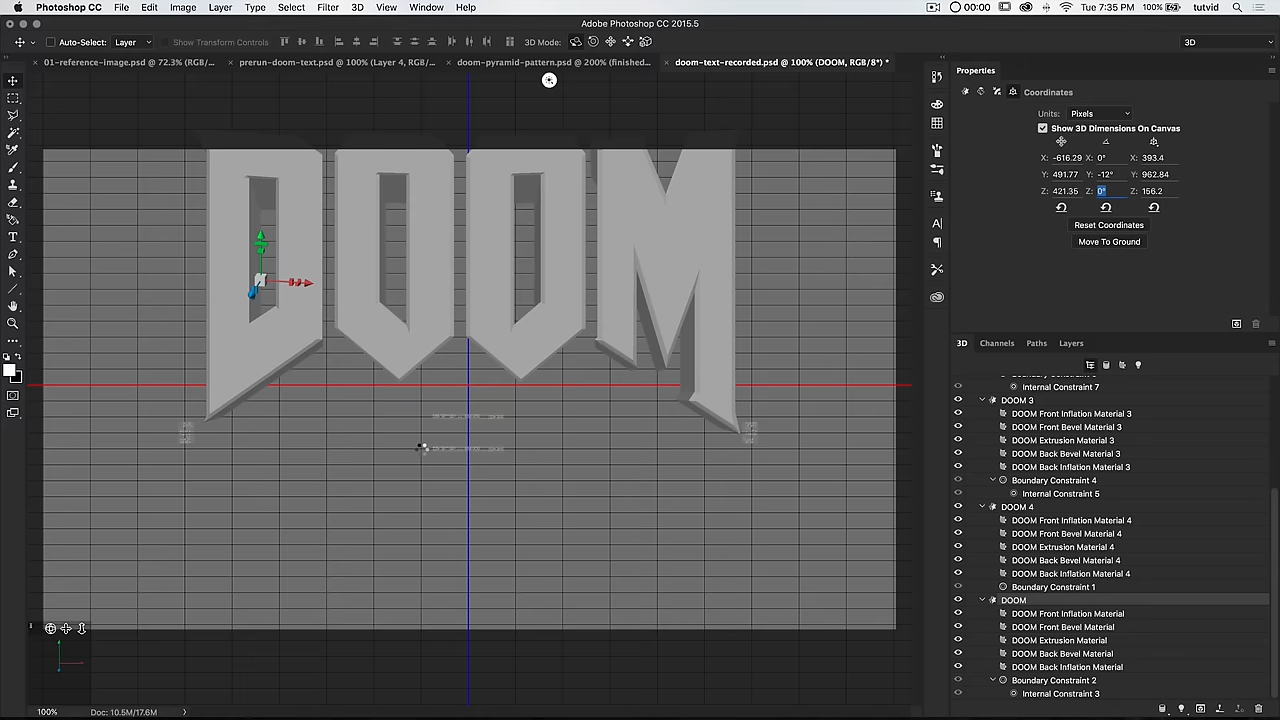 Photoshop CC File Edit Image Layer Type Select Filter 3D View Window Help 00:00 100% Tue 7:35 PM tutvid
Adobe Photoshop CC 2015.5
Auto-Select: Layer Show Transform Controls 3D Mode: 3D
01-reference-image.psd @ 72.3% (RGB/... prerun-doom-text.psd @ 100% (Layer 4, RGB/... doom-pyramid-pattern.psd @ 200% (finished... doom-text-recorded.psd @ 100% (DOOM, RGB/8*) *
Properties
Coordinates
Units: Pixels
Show 3D Dimensions On Canvas
X: -616.29 X: 0° X: 393.4
Y: 491.77 Y: -12° Y: 962.84
Z: 421.35 Z: 0° Z: 156.2
Reset Coordinates
Move To Ground
DOOM
3D Channels Paths Layers
Internal Constraint 7
DOOM 3
DOOM Front Inflation Material 3
DOOM Front Bevel Material 3
DOOM Extrusion Material 3
DOOM Back Bevel Material 3
DOOM Back Inflation Material 3
Boundary Constraint 4
Internal Constraint 5
DOOM 4
DOOM Front Inflation Material 4
DOOM Front Bevel Material 4
DOOM Extrusion Material 4
DOOM Back Bevel Material 4
DOOM Back Inflation Material 4
Boundary Constraint 1
DOOM
DOOM Front Inflation Material
DOOM Front Bevel Material
DOOM Extrusion Material
DOOM Back Bevel Material
DOOM Back Inflation Material
Boundary Constraint 2
Internal Constraint 3
100% Doc: 10.5M/17.6M